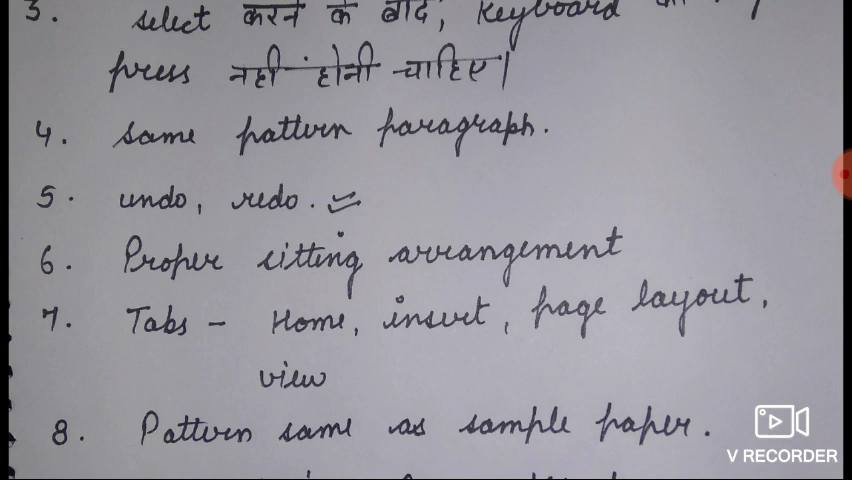 3. select करने के बाद, Keyboard
press नही होनी चाहिए।
4. same pattern paragraph.
5. undo, redo.
6. Proper sitting arrangement
7. Tabs - Home, insert, page layout,
view
8. Pattern same as sample paper.
V RECORDER